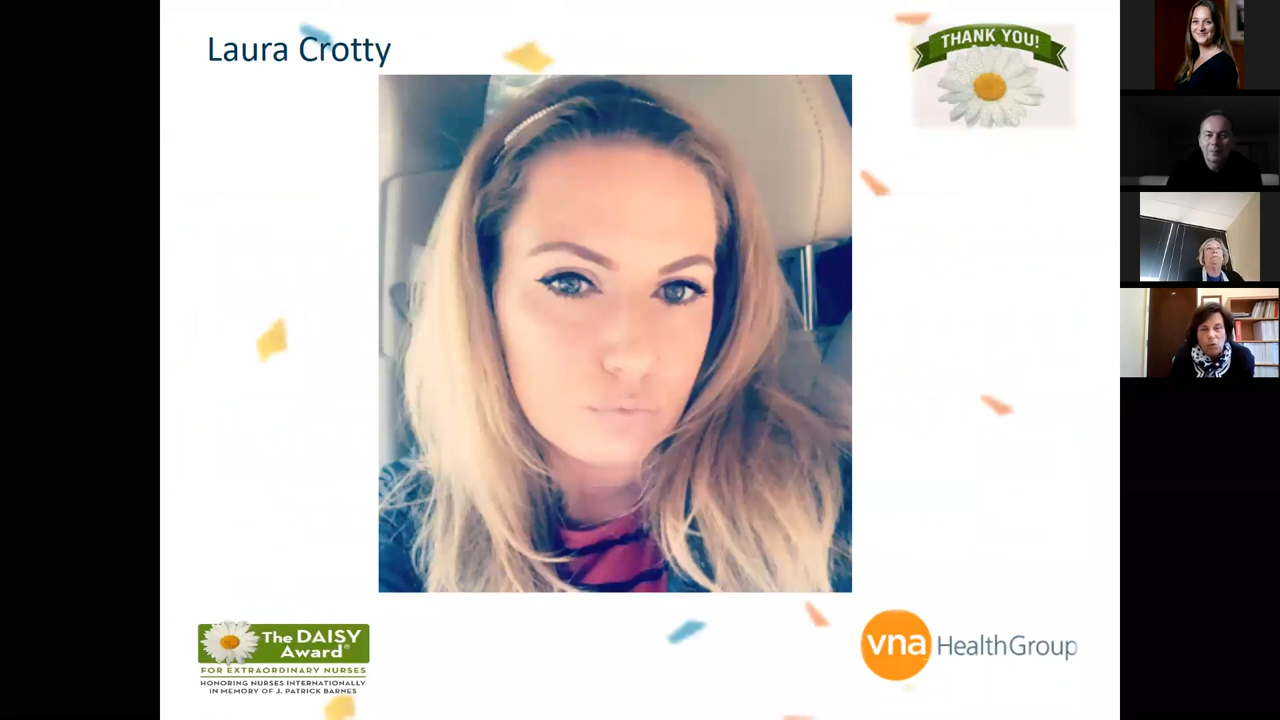 Laura Crotty
THANK YOU!
The DAISY
Award®
FOR EXTRAORDINARY NURSES
HONORING NURSES INTERNATIONALLY
IN MEMORY OF J. PATRICK BARNES
vna HealthGroup